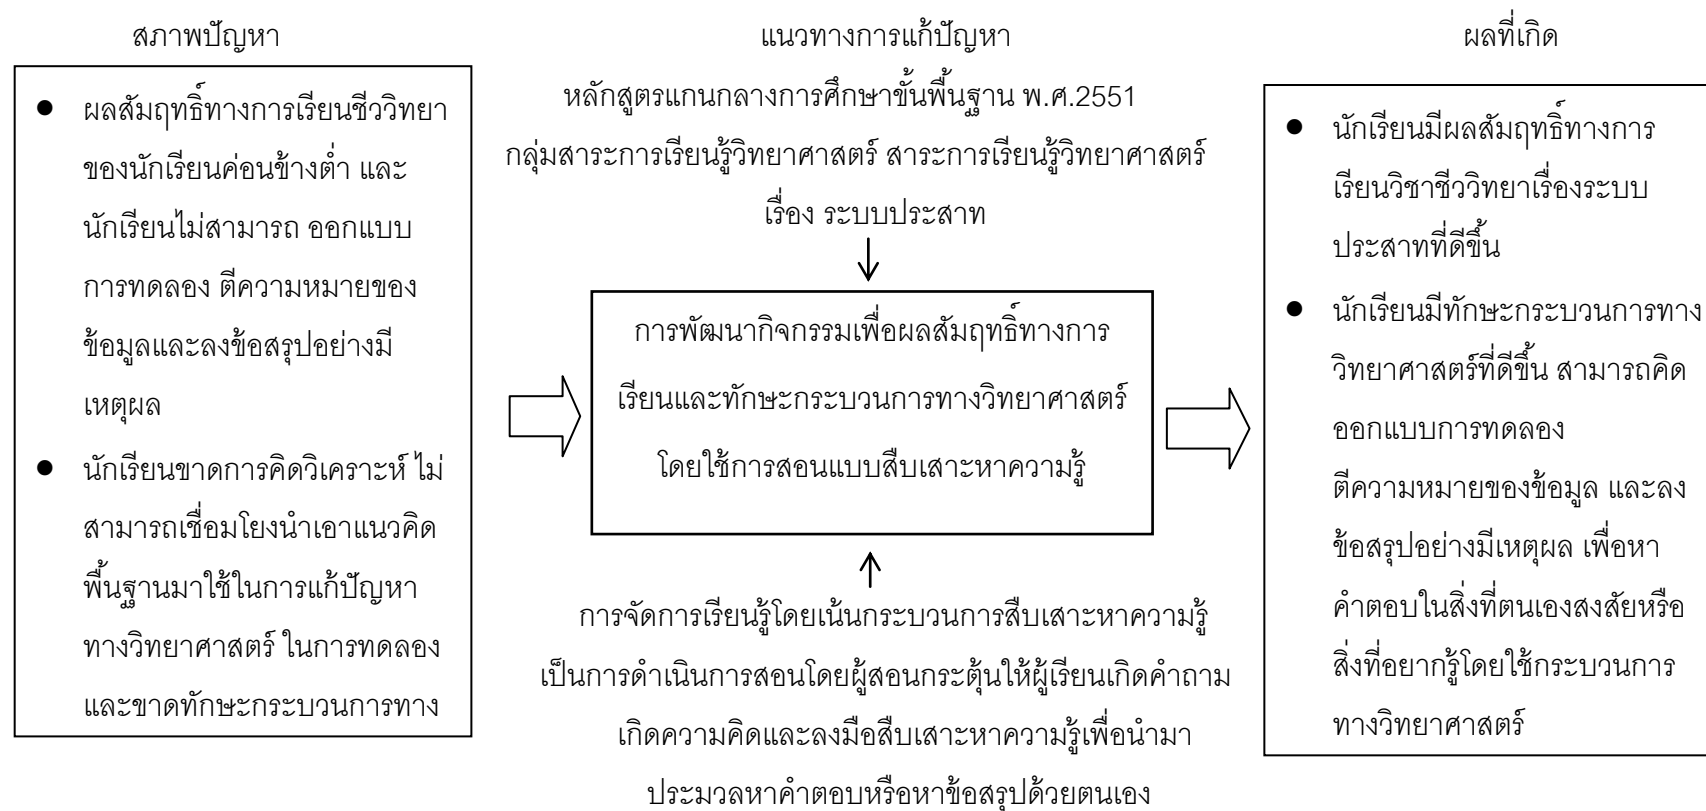 สภาพปัญหา
ผลสัมฤทธิ์ทางการเรียนชีววิทยา
ของนักเรียนค่อนข้างต่ำ และ
นักเรียนไม่สามารถ ออกแบบ
การทดลอง ตีความหมายของ
ข้อมูลและลงข้อสรุปอย่างมี
เหตุผล
นักเรียนขาดการคิดวิเคราะห์ ไม่
สามารถเชื่อมโยงนำเอาแนวคิด
พื้นฐานมาใช้ในการแก้ปัญหา
ทางวิทยาศาสตร์ ในการทดลอง
และขาดทักษะกระบวนการทาง
แนวทางการแก้ปัญหา
หลักสูตรแกนกลางการศึกษาขั้นพื้นฐาน พ.ศ.2551
กลุ่มสาระการเรียนรู้วิทยาศาสตร์ สาระการเรียนรู้วิทยาศาสตร์
เรื่อง ระบบประสาท
การพัฒนากิจกรรมเพื่อผลสัมฤทธิ์ทางการ
เรียนและทักษะกระบวนการทางวิทยาศาสตร์
โดยใช้การสอนแบบสืบเสาะหาความรู้
การจัดการเรียนรู้โดยเน้นกระบวนการสืบเสาะหาความรู้
เป็นการดำเนินการสอนโดยผู้สอนกระตุ้นให้ผู้เรียนเกิดคำถาม
เกิดความคิดและลงมือสืบเสาะหาความรู้เพื่อนำมา
ประมวลหาคำตอบหรือหาข้อสรุปด้วยตนเอง
ผลที่เกิด
นักเรียนมีผลสัมฤทธิ์ทางการ
เรียนวิชาชีววิทยาเรื่องระบบ
ประสาทที่ดีขึ้น
นักเรียนมีทักษะกระบวนการทาง
วิทยาศาสตร์ที่ดีขึ้น สามารถคิด
ออกแบบการทดลอง
ตีความหมายของข้อมูล และลง
ข้อสรุปอย่างมีเหตุผล เพื่อหา
คำตอบในสิ่งที่ตนเองสงสัยหรือ
สิ่งที่อยากรู้โดยใช้กระบวนการ
ทางวิทยาศาสตร์